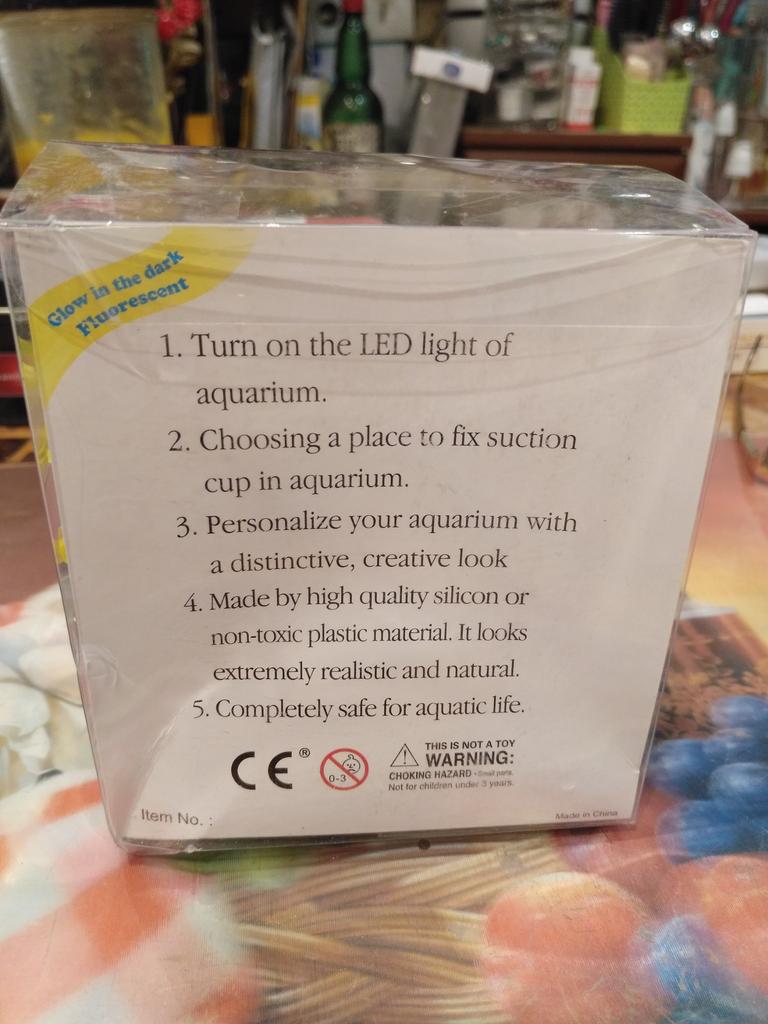 Glow in the dark
Fluorescent
1. Turn on the LED light of
aquarium.
2. Choosing a place to fix suction
cup in aquarium.
3. Personalize your aquarium with
a distinctive, creative look
4. Made by high quality silicon or
non-toxic plastic material. It looks
extremely realistic and natural.
5. Completely safe for aquatic life.
CE®
0-3
THIS IS NOT A TOY
WARNING:
CHOKING HAZARD - Small parts.
Not for children under 3 years.
Item No. :
Made in China